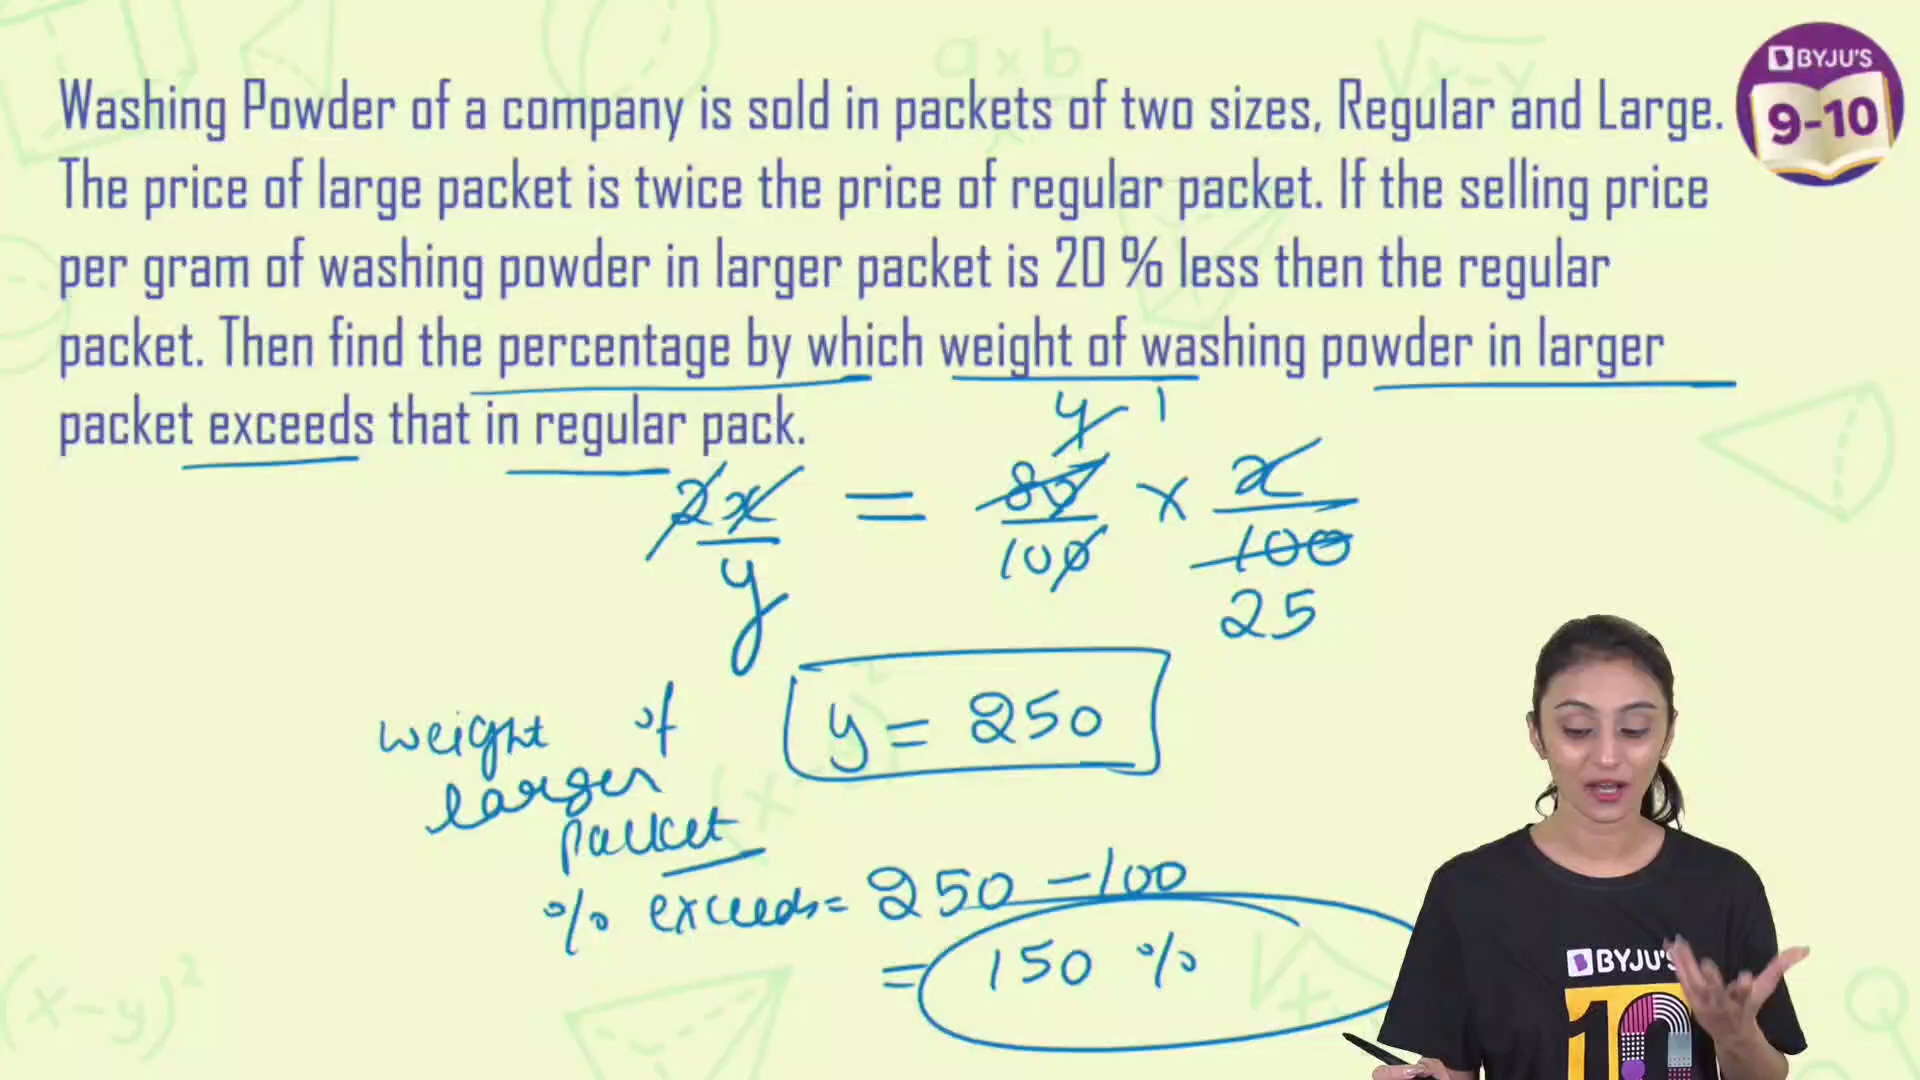 Washing Powder of a company is sold in packets of two sizes, Regular and Large.
The price of large packet is twice the price of regular packet. If the selling price
per gram of washing powder in larger packet is 20 % less then the regular
packet. Then find the percentage by which weight of washing powder in larger
packet exceeds that in regular pack.
BYJU'S
9-10
a x b
√x-y
4 1
2x/y = 80/100 × x/100
25
y = 250
weight of
larger
packet
% exceeds = 250 - 100
= 150 %
(x-y)²
BYJU'S
10